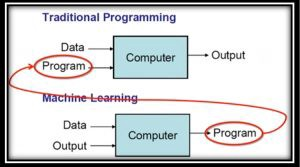 Traditional Programming
Data
Program
Computer
Output
Machine Learning
Data
Output
Computer
Program